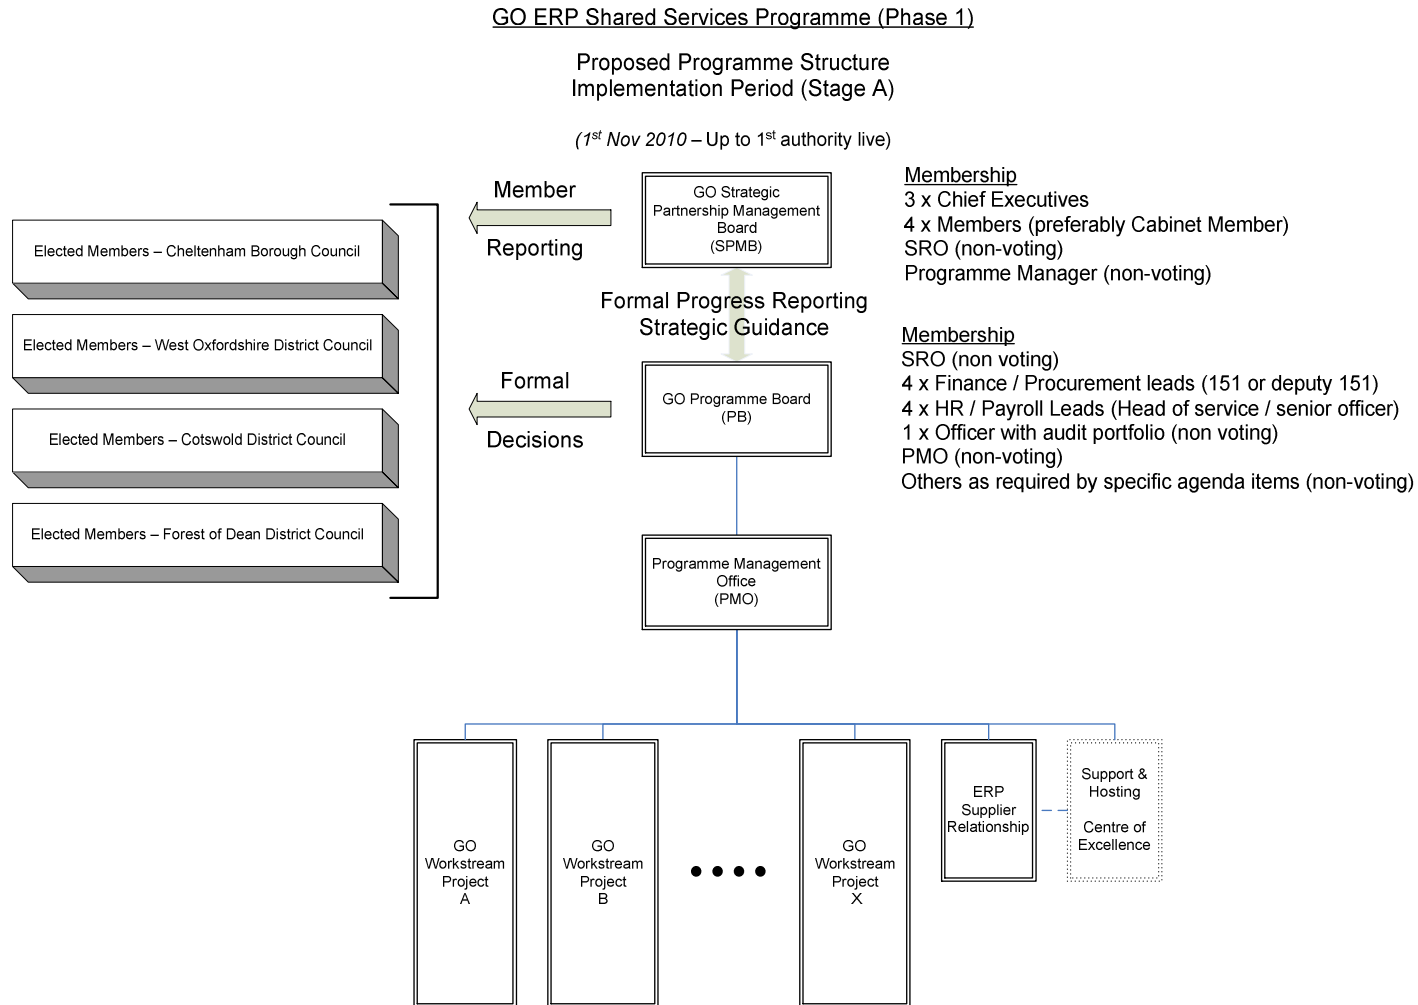 GO ERP Shared Services Programme (Phase 1)
Proposed Programme Structure
Implementation Period (Stage A)
(1st Nov 2010 – Up to 1st authority live)
Member
Reporting
GO Strategic
Partnership Management
Board
(SPMB)
Membership
3 x Chief Executives
4 x Members (preferably Cabinet Member)
SRO (non-voting)
Programme Manager (non-voting)
Elected Members – Cheltenham Borough Council
Elected Members – West Oxfordshire District Council
Elected Members – Cotswold District Council
Elected Members – Forest of Dean District Council
Formal Progress Reporting
Strategic Guidance
Formal
Decisions
GO Programme Board
(PB)
Membership
SRO (non voting)
4 x Finance / Procurement leads (151 or deputy 151)
4 x HR / Payroll Leads (Head of service / senior officer)
1 x Officer with audit portfolio (non voting)
PMO (non-voting)
Others as required by specific agenda items (non-voting)
Programme Management
Office
(PMO)
GO
Workstream
Project
A
GO
Workstream
Project
B
GO
Workstream
Project
X
ERP
Supplier
Relationship
Support &
Hosting
Centre of
Excellence